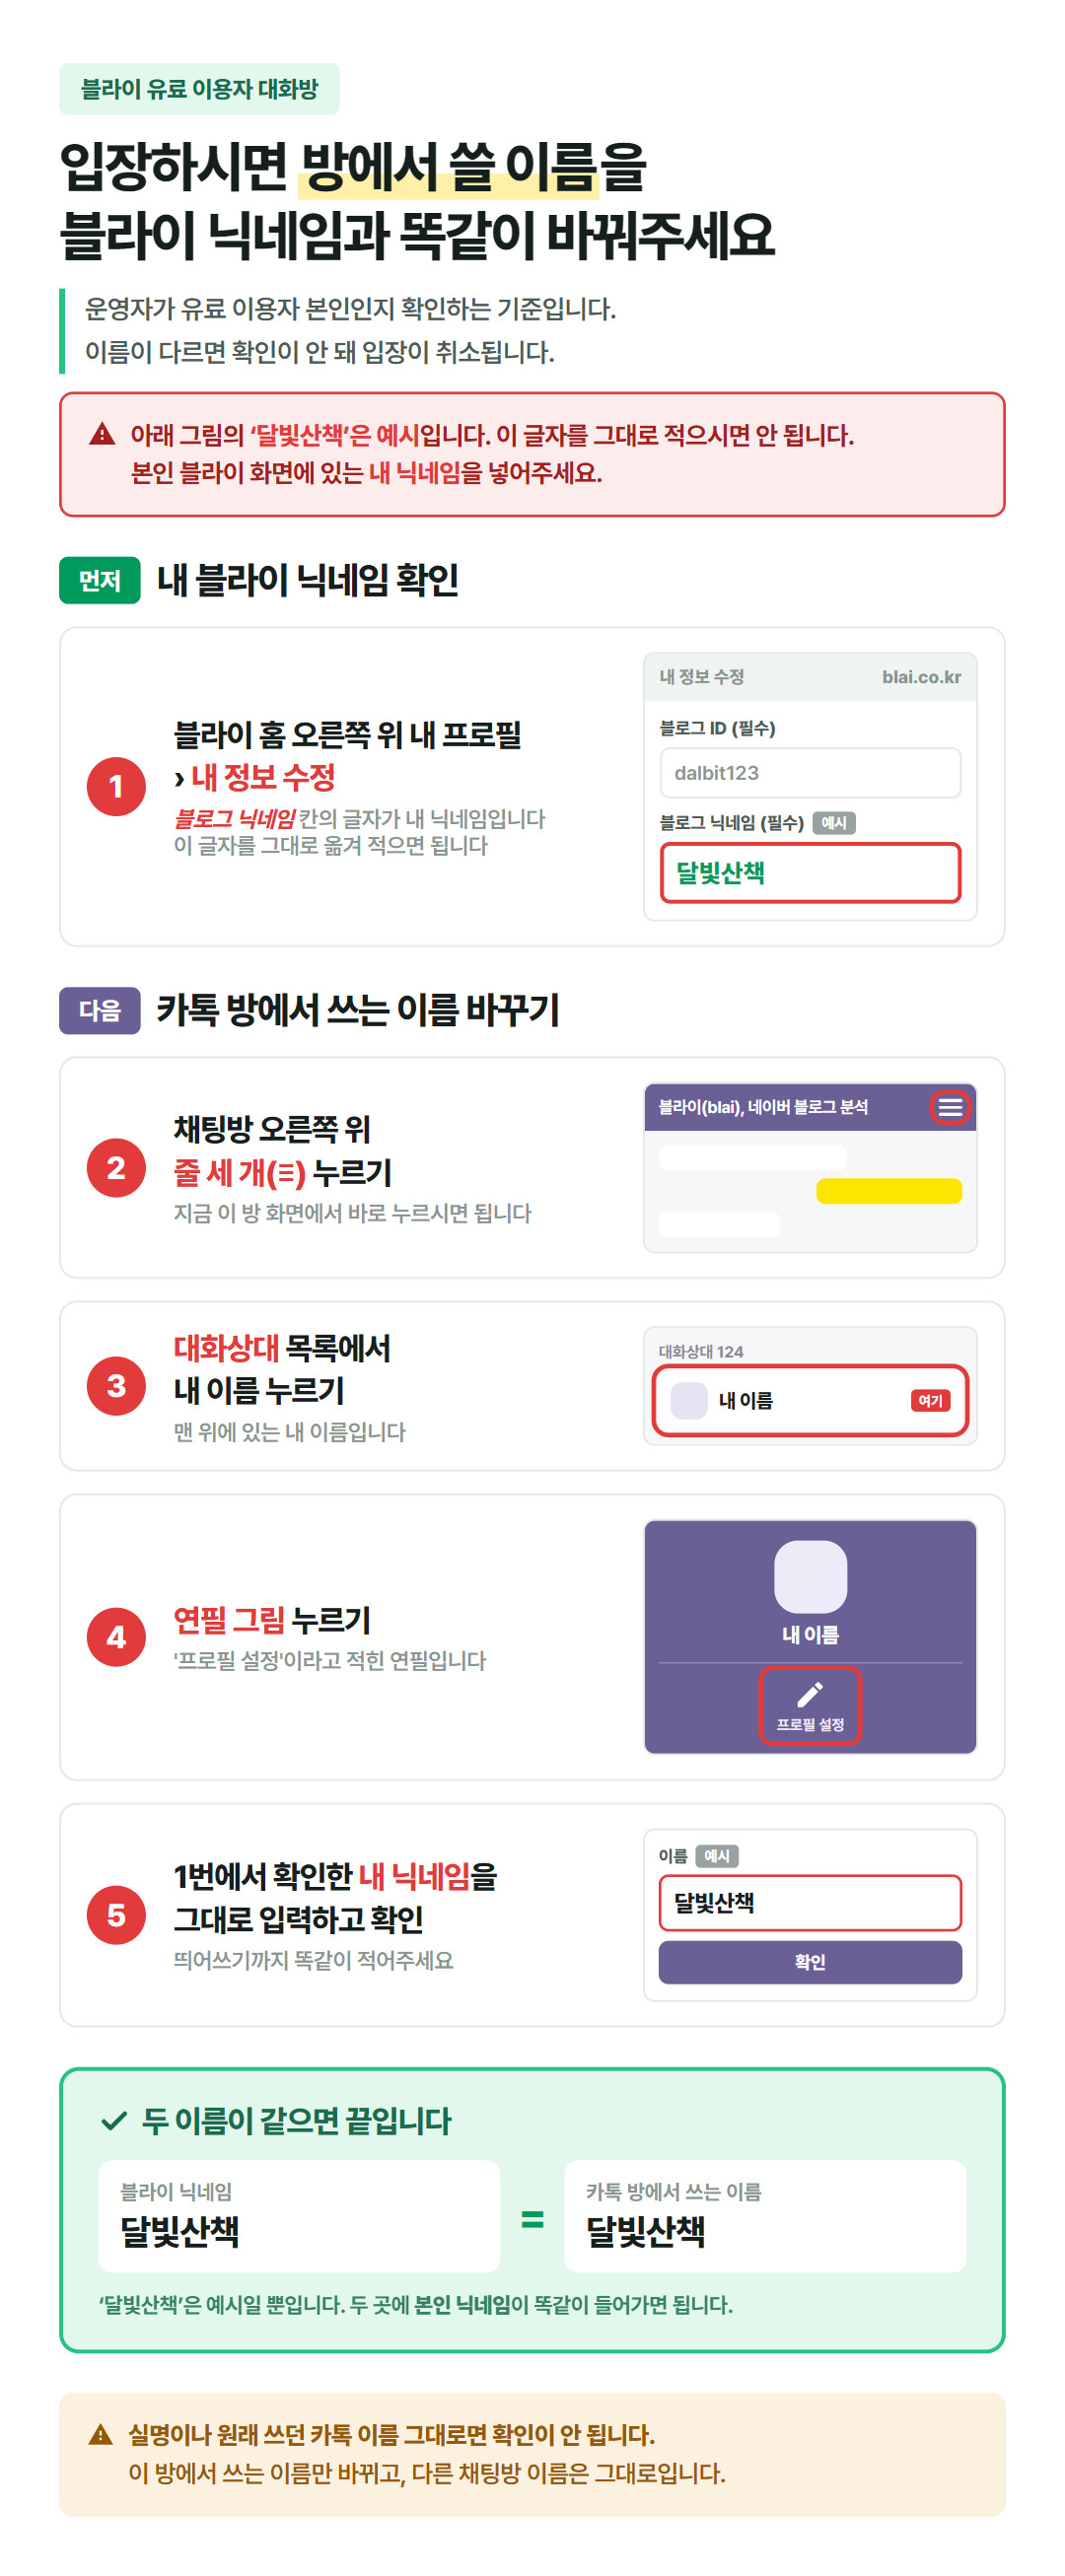 블라이 유료 이용자 대화방
입장하시면 방에서 쓸 이름을
블라이 닉네임과 똑같이 바꿔주세요
운영자가 유료 이용자 본인인지 확인하는 기준입니다.
이름이 다르면 확인이 안 돼 입장이 취소됩니다.
아래 그림의 ‘달빛산책’은 예시입니다. 이 글자를 그대로 적으시면 안 됩니다.
본인 블라이 화면에 있는 내 닉네임을 넣어주세요.
먼저 내 블라이 닉네임 확인
1
블라이 홈 오른쪽 위 내 프로필
› 내 정보 수정
블로그 닉네임 칸의 글자가 내 닉네임입니다
이 글자를 그대로 옮겨 적으면 됩니다
내 정보 수정 blai.co.kr
블로그 ID (필수)
dalbit123
블로그 닉네임 (필수) 예시
달빛산책
다음 카톡 방에서 쓰는 이름 바꾸기
2
채팅방 오른쪽 위
줄 세 개(≡) 누르기
지금 이 방 화면에서 바로 누르시면 됩니다
블라이(blai), 네이버 블로그 분석
3
대화상대 목록에서
내 이름 누르기
맨 위에 있는 내 이름입니다
대화상대 124
내 이름 여기
4
연필 그림 누르기
'프로필 설정'이라고 적힌 연필입니다
내 이름
프로필 설정
5
1번에서 확인한 내 닉네임을
그대로 입력하고 확인
띄어쓰기까지 똑같이 적어주세요
이름 예시
달빛산책
확인
두 이름이 같으면 끝입니다
블라이 닉네임
달빛산책
=
카톡 방에서 쓰는 이름
달빛산책
‘달빛산책’은 예시일 뿐입니다. 두 곳에 본인 닉네임이 똑같이 들어가면 됩니다.
실명이나 원래 쓰던 카톡 이름 그대로면 확인이 안 됩니다.
이 방에서 쓰는 이름만 바뀌고, 다른 채팅방 이름은 그대로입니다.